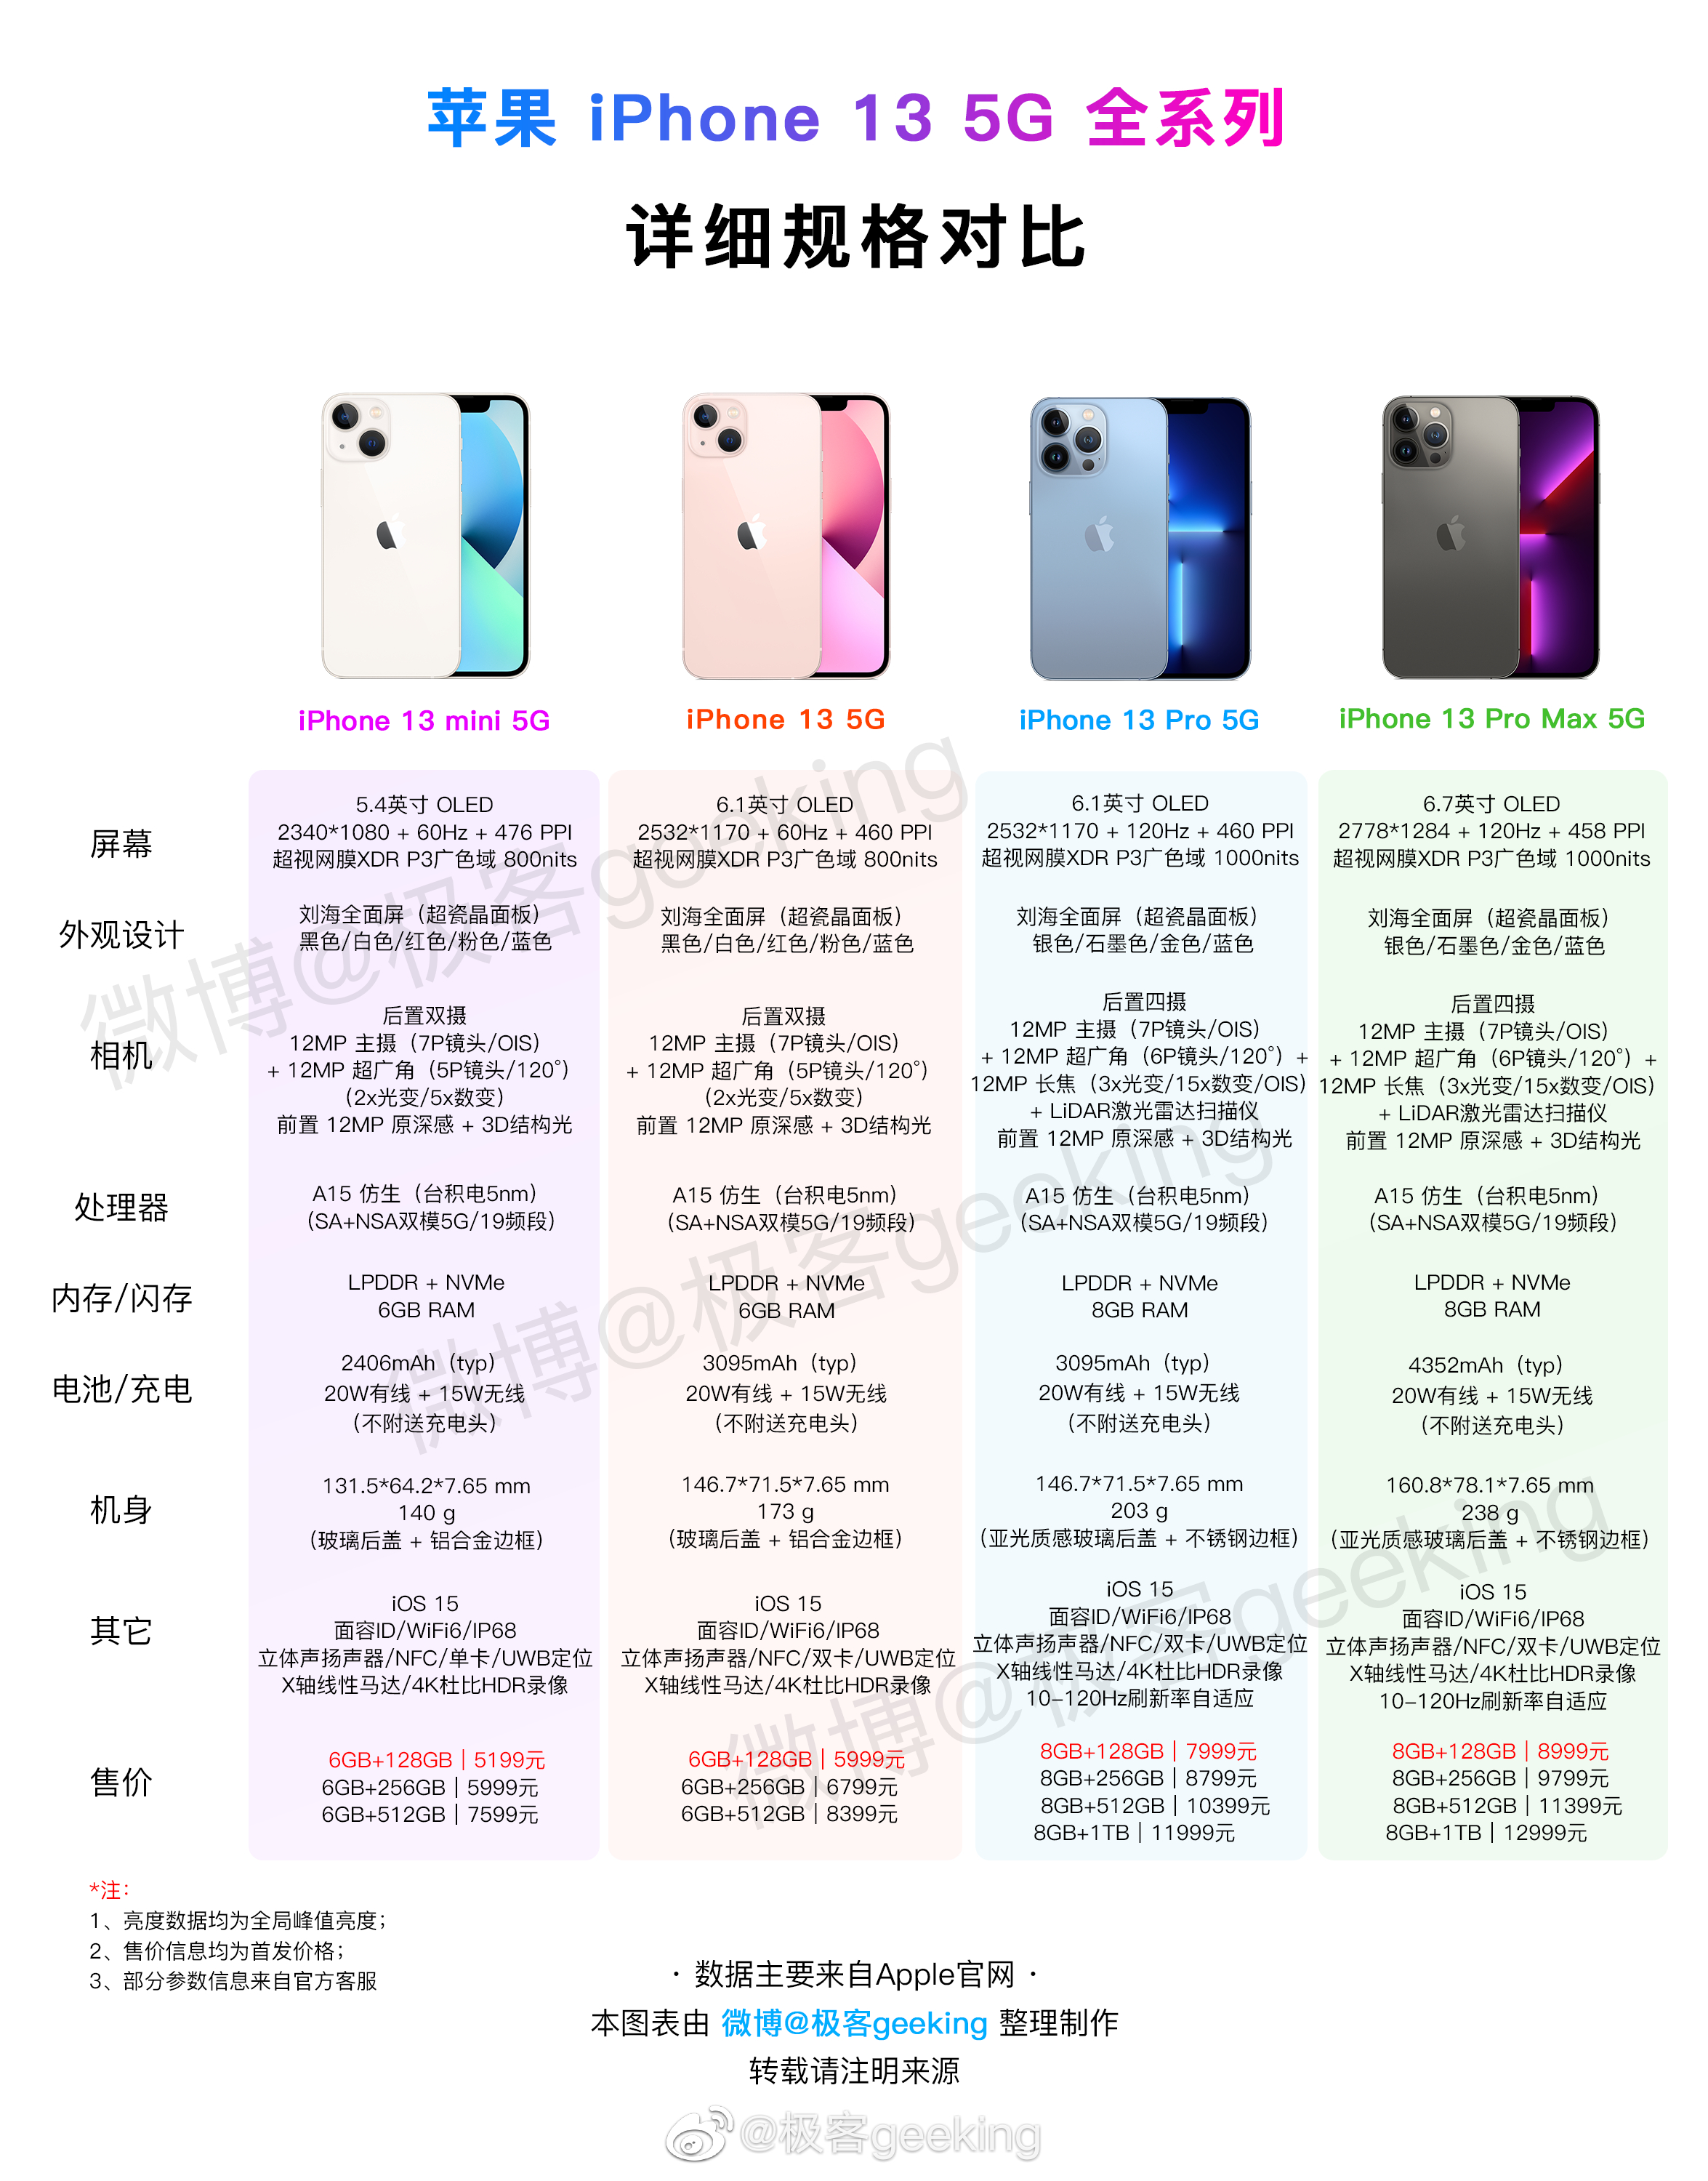 苹果 iPhone 13 5G 全系列
详细规格对比
iPhone 13 mini 5G
iPhone 13 5G
iPhone 13 Pro 5G
iPhone 13 Pro Max 5G
屏幕
5.4英寸 OLED
2340*1080 + 60Hz + 476 PPI
超视网膜XDR P3广色域 800nits
6.1英寸 OLED
2532*1170 + 60Hz + 460 PPI
超视网膜XDR P3广色域 800nits
6.1英寸 OLED
2532*1170 + 120Hz + 460 PPI
超视网膜XDR P3广色域 1000nits
6.7英寸 OLED
2778*1284 + 120Hz + 458 PPI
超视网膜XDR P3广色域 1000nits
外观设计
刘海全面屏（超瓷晶面板）
黑色/白色/红色/粉色/蓝色
刘海全面屏（超瓷晶面板）
黑色/白色/红色/粉色/蓝色
刘海全面屏（超瓷晶面板）
银色/石墨色/金色/蓝色
刘海全面屏（超瓷晶面板）
银色/石墨色/金色/蓝色
相机
后置双摄
12MP 主摄（7P镜头/OIS）
+ 12MP 超广角（5P镜头/120°）
（2x光变/5x数变）
前置 12MP 原深感 + 3D结构光
后置双摄
12MP 主摄（7P镜头/OIS）
+ 12MP 超广角（5P镜头/120°）
（2x光变/5x数变）
前置 12MP 原深感 + 3D结构光
后置四摄
12MP 主摄（7P镜头/OIS）
+ 12MP 超广角（6P镜头/120°）+
12MP 长焦（3x光变/15x数变/OIS）
+ LiDAR激光雷达扫描仪
前置 12MP 原深感 + 3D结构光
后置四摄
12MP 主摄（7P镜头/OIS）
+ 12MP 超广角（6P镜头/120°）+
12MP 长焦（3x光变/15x数变/OIS）
+ LiDAR激光雷达扫描仪
前置 12MP 原深感 + 3D结构光
处理器
A15 仿生（台积电5nm）
（SA+NSA双模5G/19频段）
A15 仿生（台积电5nm）
（SA+NSA双模5G/19频段）
A15 仿生（台积电5nm）
（SA+NSA双模5G/19频段）
A15 仿生（台积电5nm）
（SA+NSA双模5G/19频段）
内存/闪存
LPDDR + NVMe
6GB RAM
LPDDR + NVMe
6GB RAM
LPDDR + NVMe
8GB RAM
LPDDR + NVMe
8GB RAM
电池/充电
2406mAh（typ）
20W有线 + 15W无线
（不附送充电头）
3095mAh（typ）
20W有线 + 15W无线
（不附送充电头）
3095mAh（typ）
20W有线 + 15W无线
（不附送充电头）
4352mAh（typ）
20W有线 + 15W无线
（不附送充电头）
机身
131.5*64.2*7.65 mm
140 g
（玻璃后盖 + 铝合金边框）
146.7*71.5*7.65 mm
173 g
（玻璃后盖 + 铝合金边框）
146.7*71.5*7.65 mm
203 g
（亚光质感玻璃后盖 + 不锈钢边框）
160.8*78.1*7.65 mm
238 g
（亚光质感玻璃后盖 + 不锈钢边框）
其它
iOS 15
面容ID/WiFi6/IP68
立体声扬声器/NFC/单卡/UWB定位
X轴线性马达/4K杜比HDR录像
iOS 15
面容ID/WiFi6/IP68
立体声扬声器/NFC/双卡/UWB定位
X轴线性马达/4K杜比HDR录像
iOS 15
面容ID/WiFi6/IP68
立体声扬声器/NFC/双卡/UWB定位
X轴线性马达/4K杜比HDR录像
10-120Hz刷新率自适应
iOS 15
面容ID/WiFi6/IP68
立体声扬声器/NFC/双卡/UWB定位
X轴线性马达/4K杜比HDR录像
10-120Hz刷新率自适应
售价
6GB+128GB | 5199元
6GB+256GB | 5999元
6GB+512GB | 7599元
6GB+128GB | 5999元
6GB+256GB | 6799元
6GB+512GB | 8399元
8GB+128GB | 7999元
8GB+256GB | 8799元
8GB+512GB | 10399元
8GB+1TB | 11999元
8GB+128GB | 8999元
8GB+256GB | 9799元
8GB+512GB | 11399元
8GB+1TB | 12999元
*注：
1、亮度数据均为全局峰值亮度；
2、售价信息均为首发价格；
3、部分参数信息来自官方客服
· 数据主要来自Apple官网 ·
本图表由 微博@极客geeking 整理制作
转载请注明来源
@极客geeking
微博@极客geeking
微博@极客geeking
微博@极客geeking